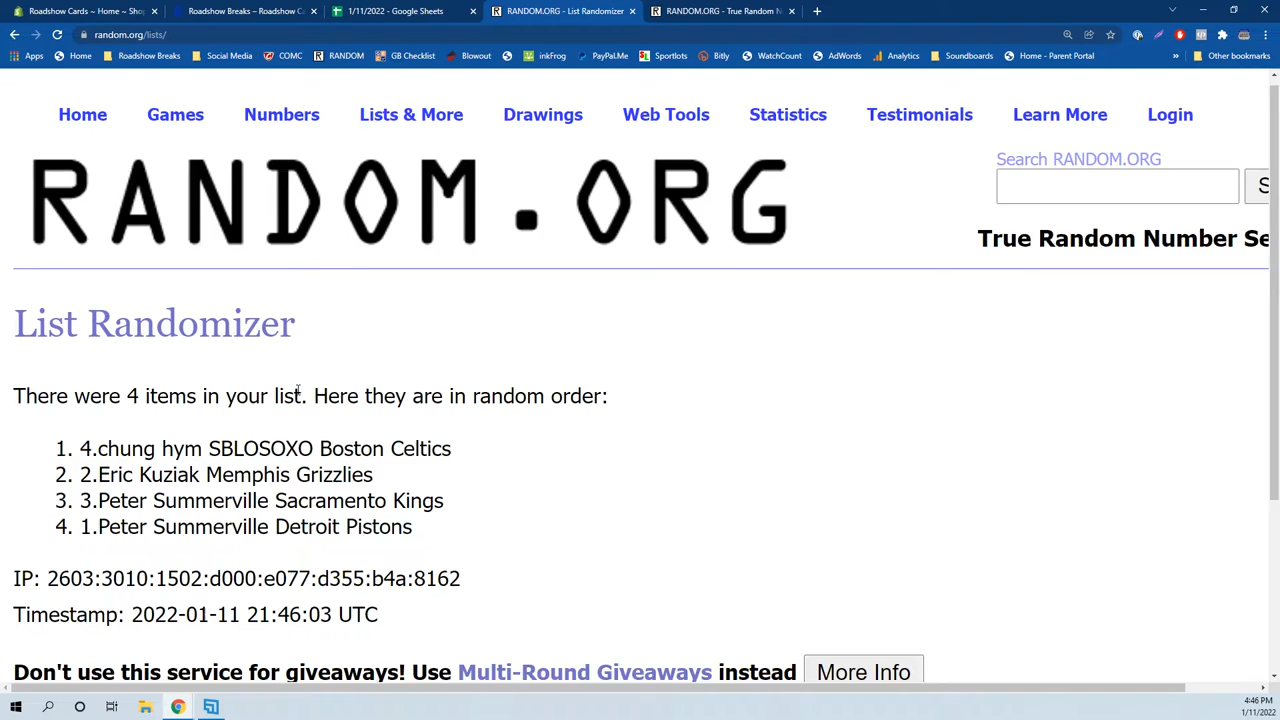 Roadshow Cards ~ Home ~ Shop
Roadshow Breaks – Roadshow Ca
1/11/2022 - Google Sheets
RANDOM.ORG - List Randomizer
RANDOM.ORG - True Random N
random.org/lists/
Apps Home Roadshow Breaks Social Media COMC RANDOM GB Checklist Blowout inkFrog PayPal.Me Sportlots Bitly WatchCount AdWords Analytics Soundboards Home - Parent Portal » Other bookmarks
Home Games Numbers Lists & More Drawings Web Tools Statistics Testimonials Learn More Login
RANDOM.ORG
Search RANDOM.ORG
S
True Random Number Se
List Randomizer
There were 4 items in your list. Here they are in random order:
1. 4.chung hym SBLOSOXO Boston Celtics
2. 2.Eric Kuziak Memphis Grizzlies
3. 3.Peter Summerville Sacramento Kings
4. 1.Peter Summerville Detroit Pistons
IP: 2603:3010:1502:d000:e077:d355:b4a:8162
Timestamp: 2022-01-11 21:46:03 UTC
Don't use this service for giveaways! Use Multi-Round Giveaways instead More Info
4:46 PM
1/11/2022